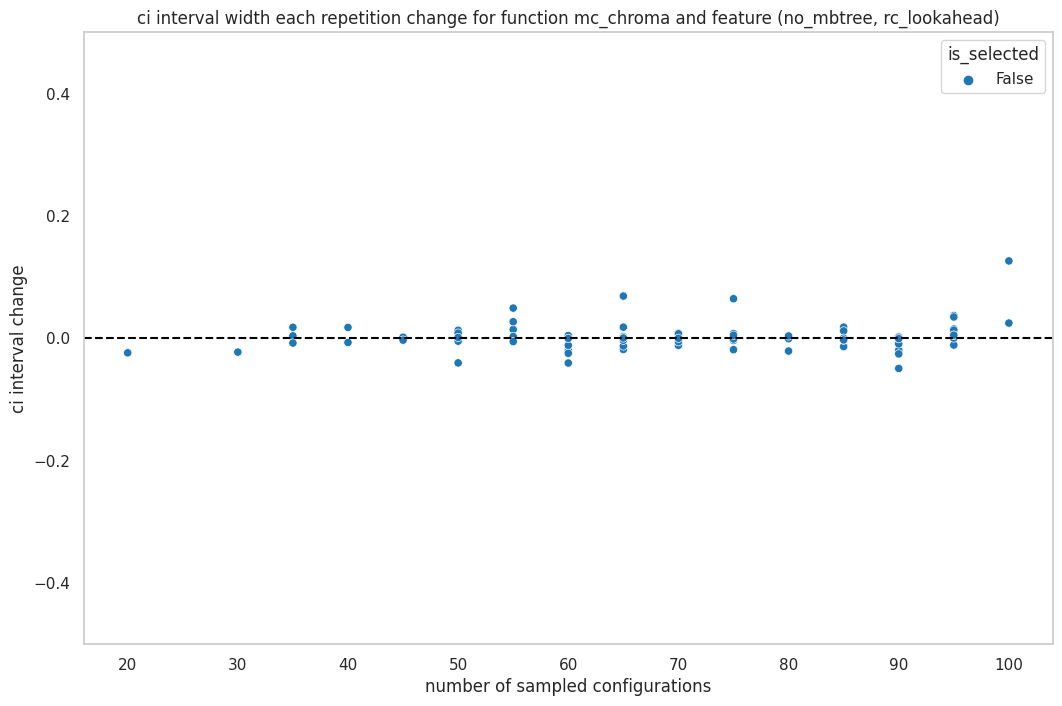 ci interval width each repetition change for function mc_chroma and feature (no_mbtree, rc_lookahead)
is_selected
False
ci interval change
0.4
0.2
0.0
−0.2
−0.4
20 30 40 50 60 70 80 90 100
number of sampled configurations